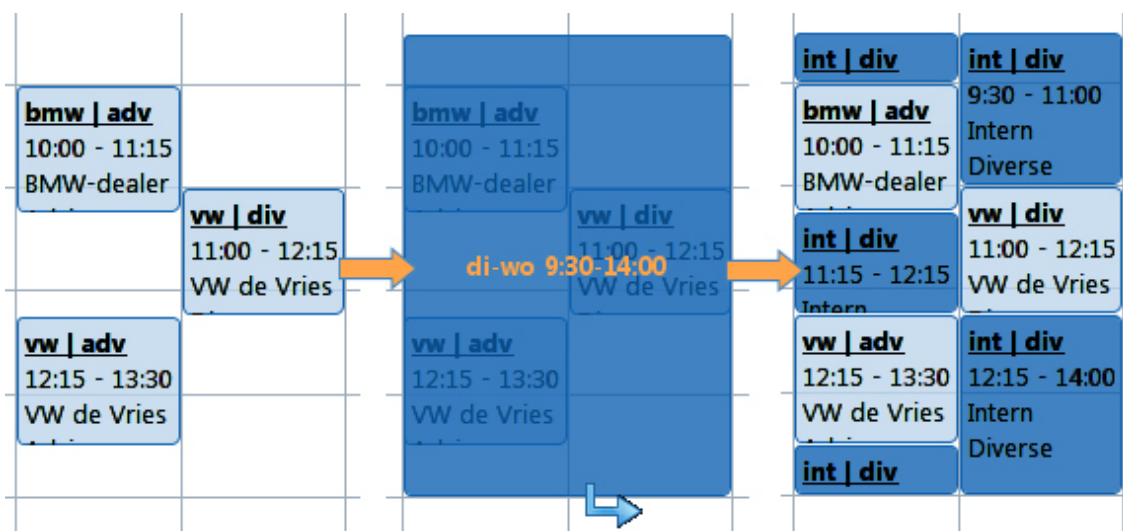 bmw | adv
10:00 - 11:15
BMW-dealer
vw | div
11:00 - 12:15
VW de Vries
vw | adv
12:15 - 13:30
VW de Vries
bmw | adv
10:00 - 11:15
BMW-dealer
vw | div
11:00 - 12:15
VW de Vries
di-wo 9:30-14:00
vw | adv
12:15 - 13:30
VW de Vries
int | div
bmw | adv
10:00 - 11:15
BMW-dealer
int | div
11:15 - 12:15
Intern
vw | adv
12:15 - 13:30
VW de Vries
int | div
int | div
9:30 - 11:00
Intern
Diverse
vw | div
11:00 - 12:15
VW de Vries
int | div
12:15 - 14:00
Intern
Diverse